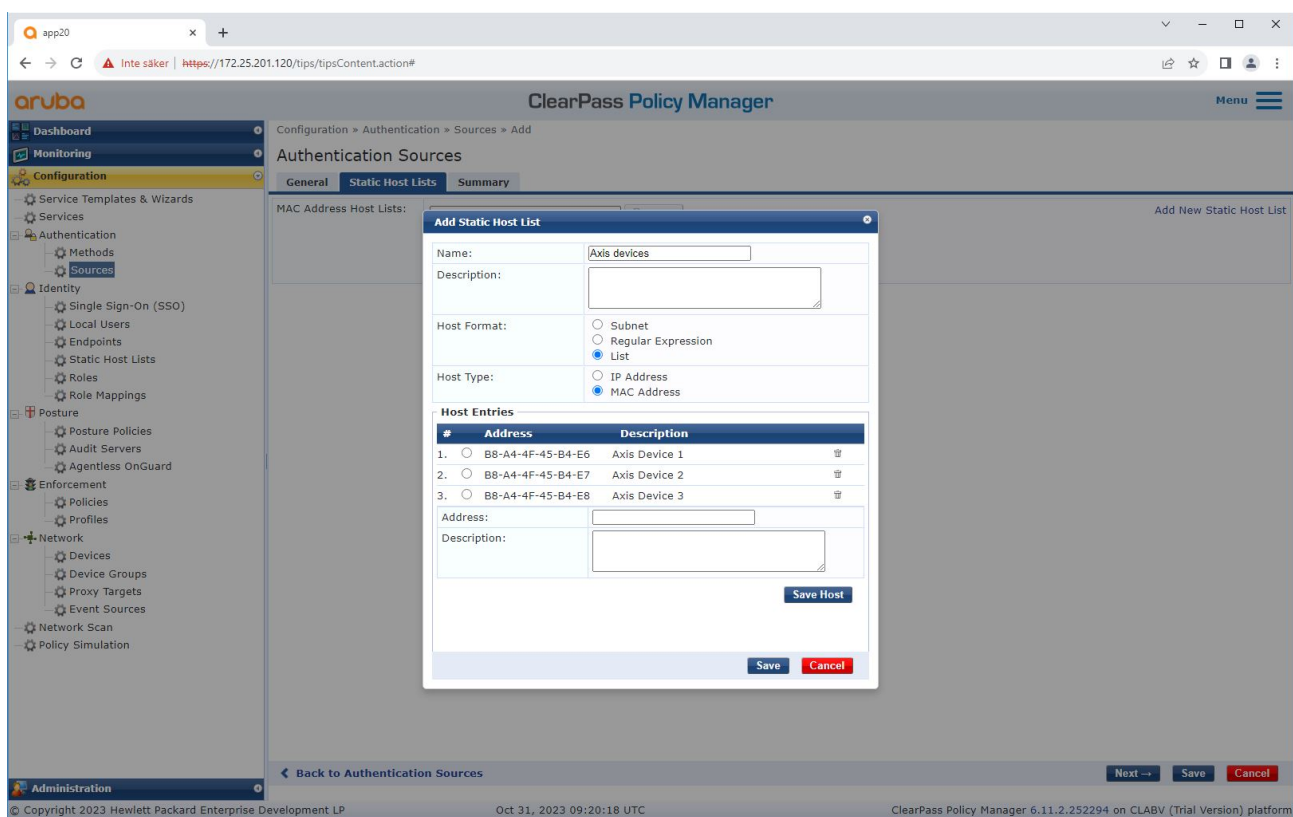 app20
Inte säker | https://172.25.201.120/tips/tipsContent.action#
aruba
ClearPass Policy Manager
Menu
Dashboard
Monitoring
Configuration
Service Templates & Wizards
Services
Authentication
Methods
Sources
Identity
Single Sign-On (SSO)
Local Users
Endpoints
Static Host Lists
Roles
Role Mappings
Posture
Posture Policies
Audit Servers
Agentless OnGuard
Enforcement
Policies
Profiles
Network
Devices
Device Groups
Proxy Targets
Event Sources
Network Scan
Policy Simulation
Administration
Configuration » Authentication » Sources » Add
Authentication Sources
General Static Host Lists Summary
MAC Address Host Lists:
Add New Static Host List
Add Static Host List
Name: Axis devices
Description:
Host Format: Subnet
Regular Expression
List
Host Type: IP Address
MAC Address
Host Entries
# Address Description
1. B8-A4-4F-45-B4-E6 Axis Device 1
2. B8-A4-4F-45-B4-E7 Axis Device 2
3. B8-A4-4F-45-B4-E8 Axis Device 3
Address:
Description:
Save Host
Save Cancel
Back to Authentication Sources
Next → Save Cancel
© Copyright 2023 Hewlett Packard Enterprise Development LP
Oct 31, 2023 09:20:18 UTC
ClearPass Policy Manager 6.11.2.252294 on CLABV (Trial Version) platform